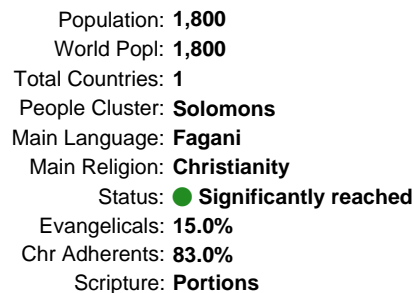 Population: 1,800
World Popl: 1,800
Total Countries: 1
People Cluster: Solomons
Main Language: Fagani
Main Religion: Christianity
Status: Significantly reached
Evangelicals: 15.0%
Chr Adherents: 83.0%
Scripture: Portions